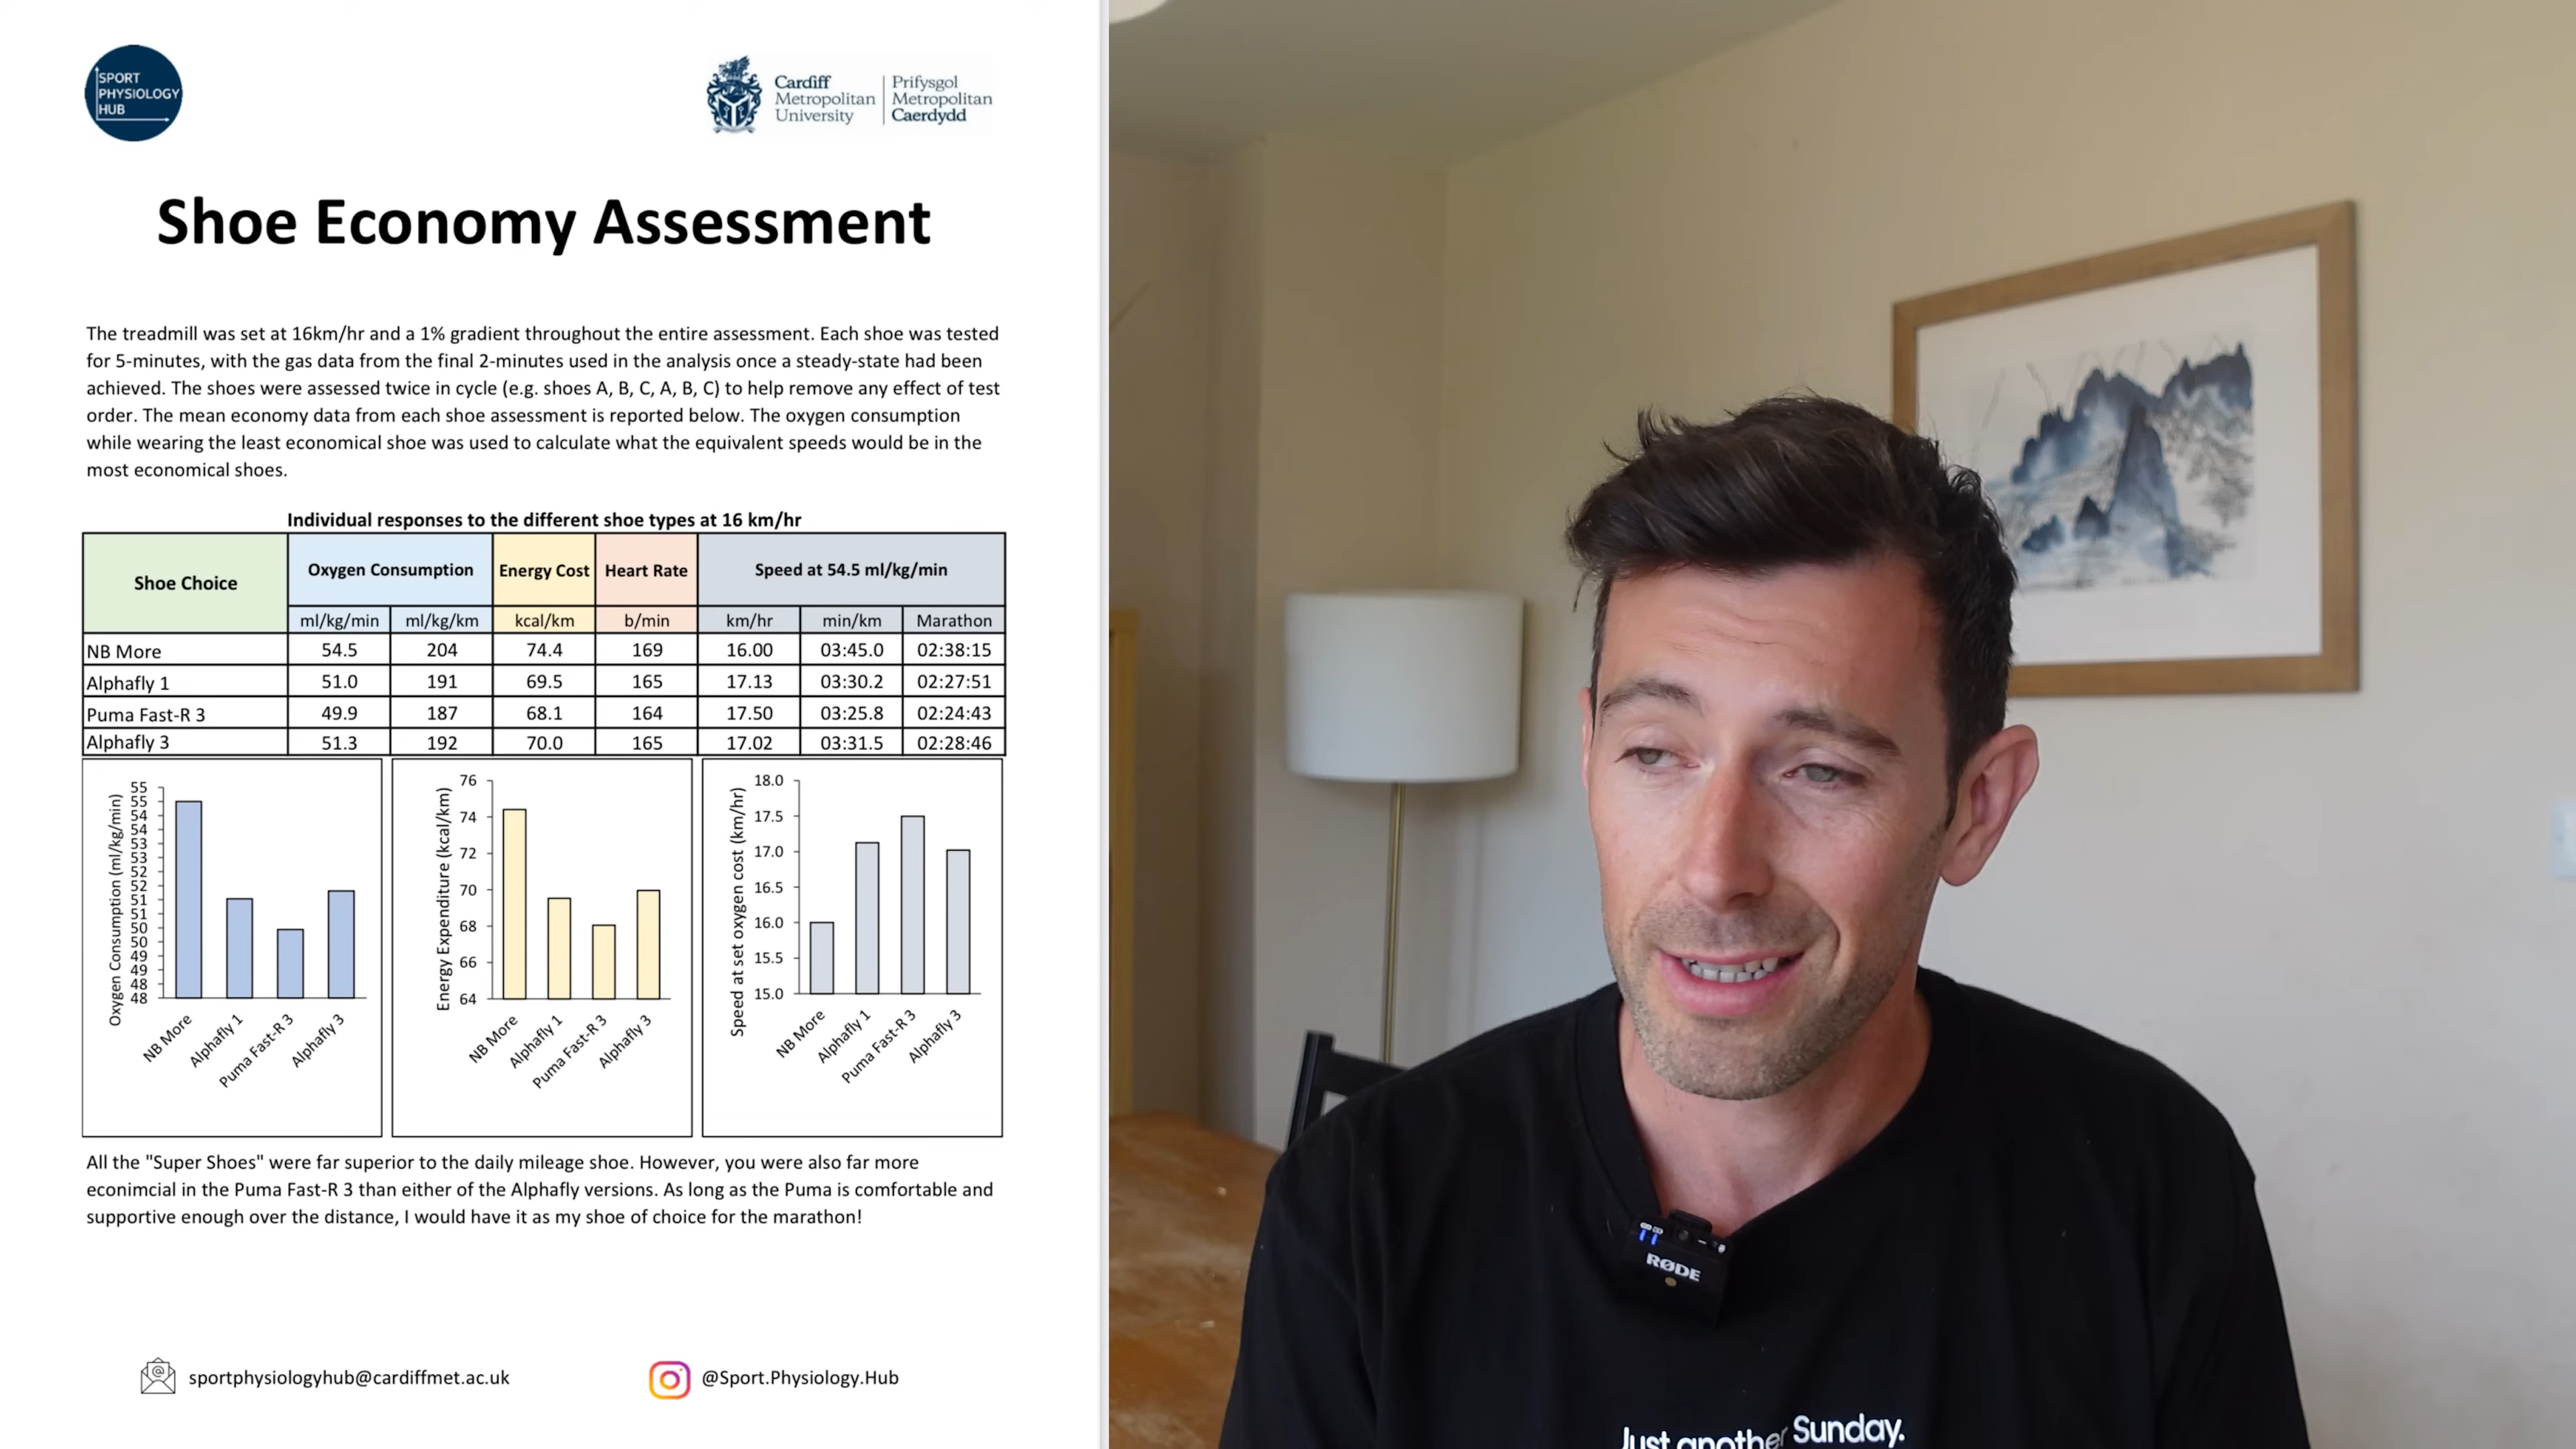 SPORT
PHYSIOLOGY
HUB
Cardiff
Metropolitan
University
Prifysgol
Metropolitan
Caerdydd
Shoe Economy Assessment
The treadmill was set at 16km/hr and a 1% gradient throughout the entire assessment. Each shoe was tested
for 5-minutes, with the gas data from the final 2-minutes used in the analysis once a steady-state had been
achieved. The shoes were assessed twice in cycle (e.g. shoes A, B, C, A, B, C) to help remove any effect of test
order. The mean economy data from each shoe assessment is reported below. The oxygen consumption
while wearing the least economical shoe was used to calculate what the equivalent speeds would be in the
most economical shoes.
Individual responses to the different shoe types at 16 km/hr
Shoe Choice Oxygen Consumption Energy Cost Heart Rate Speed at 54.5 ml/kg/min
ml/kg/min ml/kg/km kcal/km b/min km/hr min/km Marathon
NB More 54.5 204 74.4 169 16.00 03:45.0 02:38:15
Alphafly 1 51.0 191 69.5 165 17.13 03:30.2 02:27:51
Puma Fast-R 3 49.9 187 68.1 164 17.50 03:25.8 02:24:43
Alphafly 3 51.3 192 70.0 165 17.02 03:31.5 02:28:46
Oxygen Consumption (ml/kg/min)
55
55
54
54
53
53
52
52
51
51
50
50
49
49
48
48
NB More
Alphafly 1
Puma Fast-R 3
Alphafly 3
Energy Expenditure (kcal/km)
76
74
72
70
68
66
64
NB More
Alphafly 1
Puma Fast-R 3
Alphafly 3
Speed at set oxygen cost (km/hr)
18.0
17.5
17.0
16.5
16.0
15.5
15.0
NB More
Alphafly 1
Puma Fast-R 3
Alphafly 3
All the "Super Shoes" were far superior to the daily mileage shoe. However, you were also far more
econimcial in the Puma Fast-R 3 than either of the Alphafly versions. As long as the Puma is comfortable and
supportive enough over the distance, I would have it as my shoe of choice for the marathon!
sportphysiologyhub@cardiffmet.ac.uk
@Sport.Physiology.Hub
RØDE
Just another Sunday.